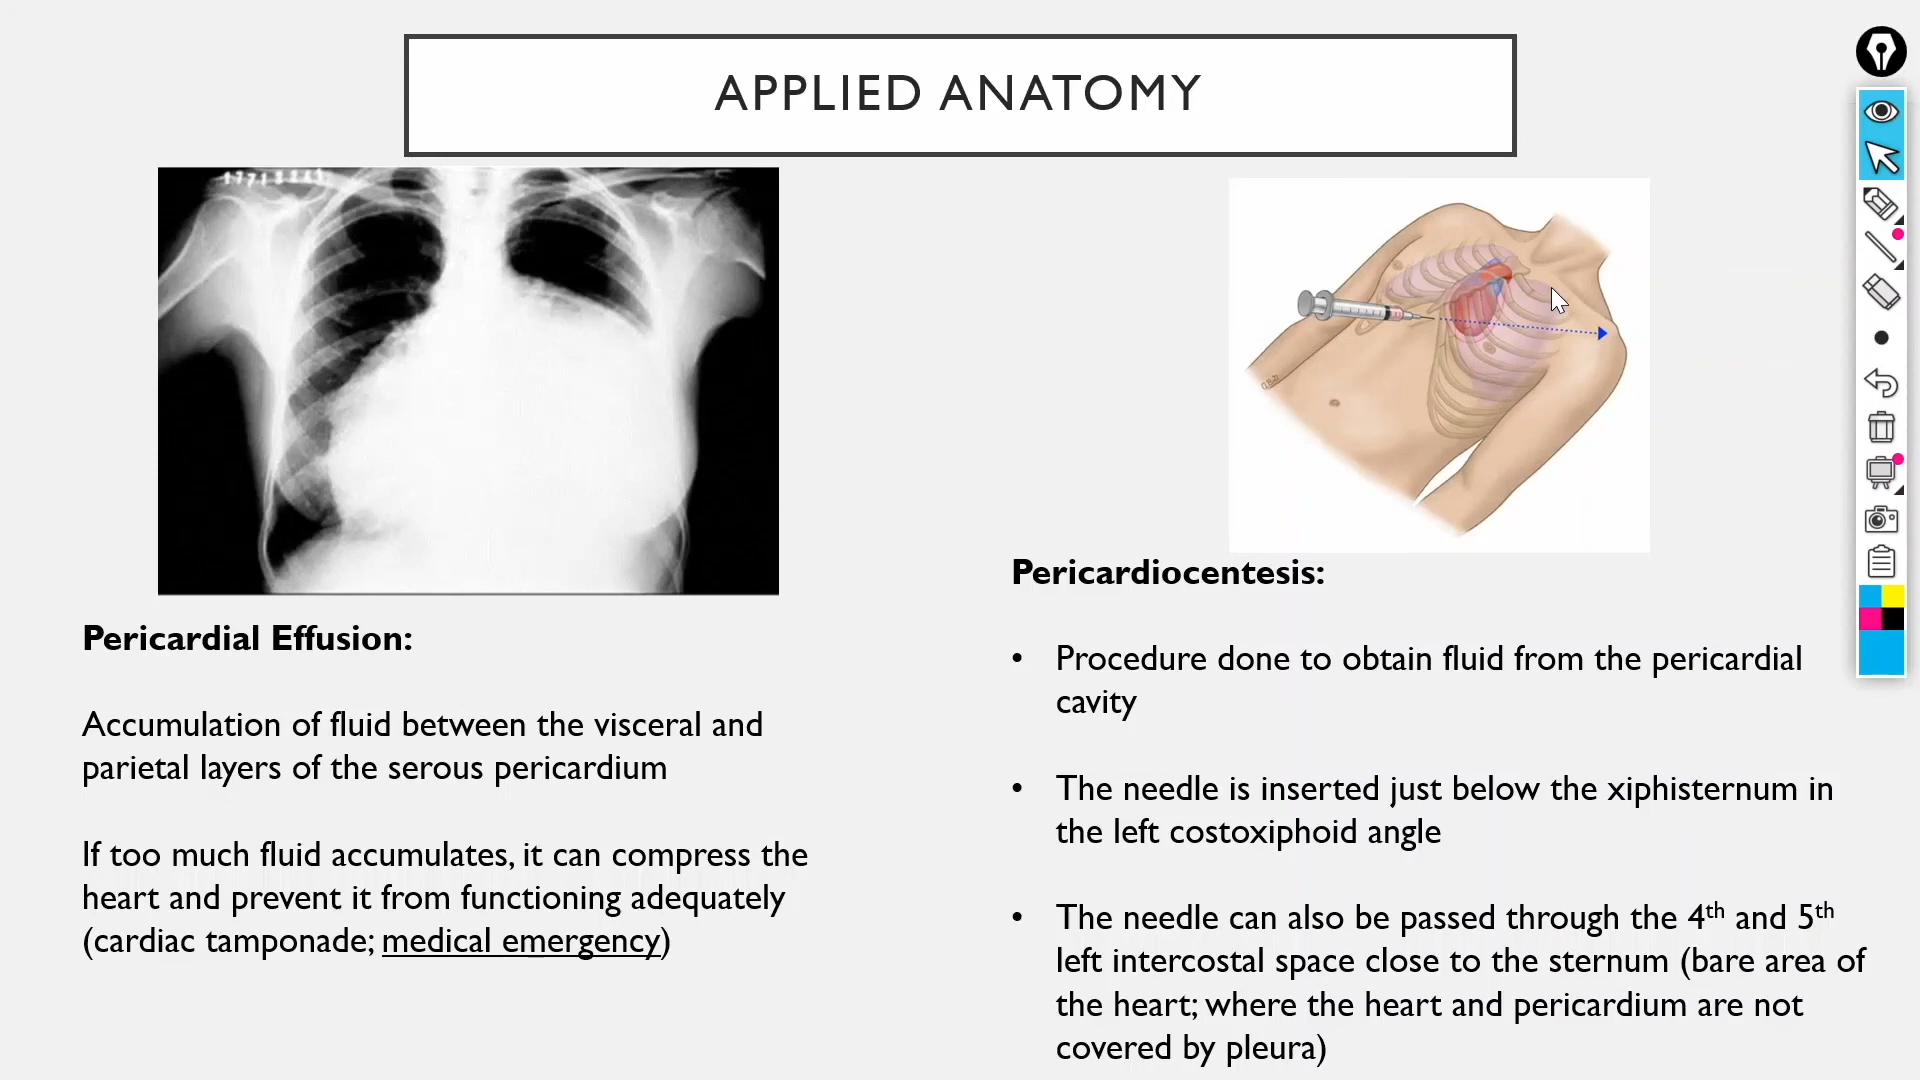 APPLIED ANATOMY
Pericardial Effusion:
Accumulation of fluid between the visceral and
parietal layers of the serous pericardium
If too much fluid accumulates, it can compress the
heart and prevent it from functioning adequately
(cardiac tamponade; medical emergency)
Pericardiocentesis:
• Procedure done to obtain fluid from the pericardial
cavity
• The needle is inserted just below the xiphisternum in
the left costoxiphoid angle
• The needle can also be passed through the 4th and 5th
left intercostal space close to the sternum (bare area of
the heart; where the heart and pericardium are not
covered by pleura)